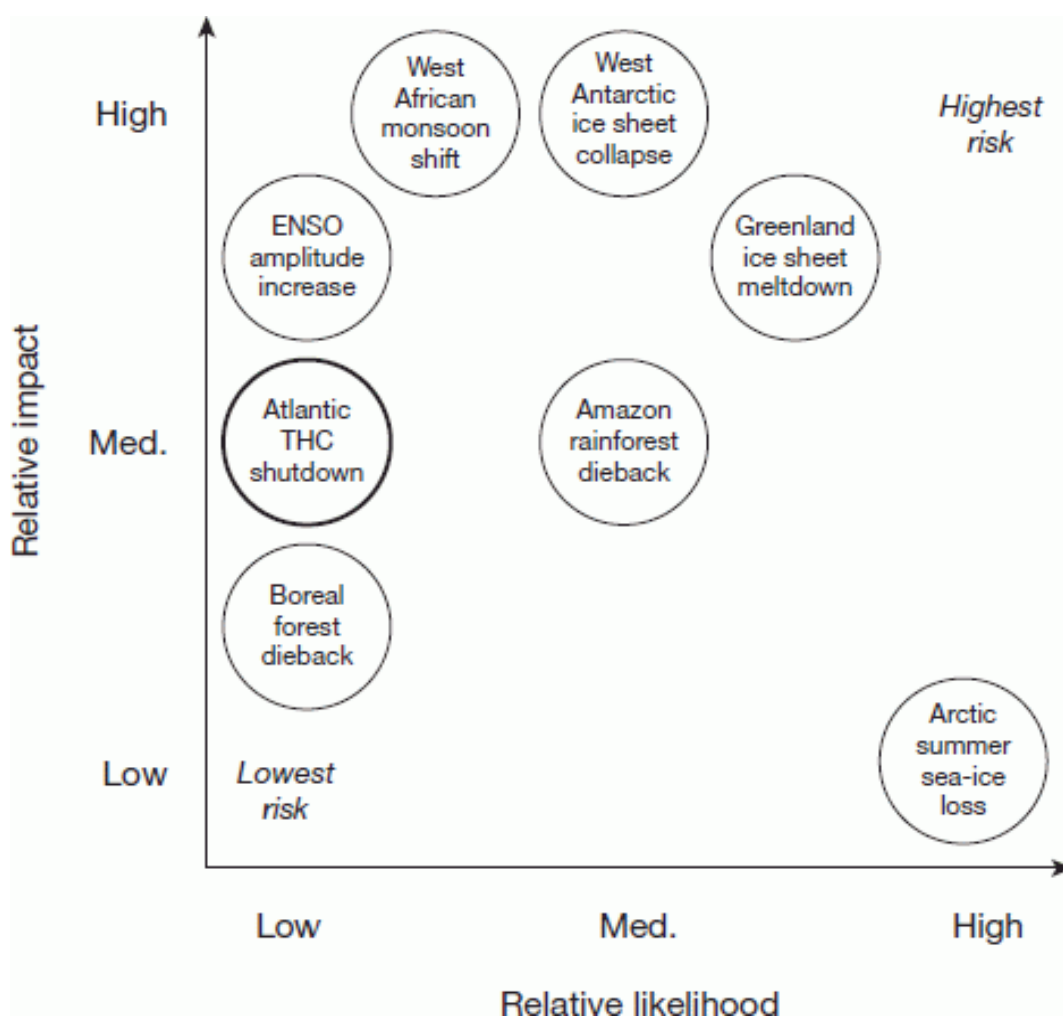 High
West
African
monsoon
shift
West
Antarctic
ice sheet
collapse
Highest
risk
ENSO
amplitude
increase
Greenland
ice sheet
meltdown
Relative impact
Med.
Atlantic
THC
shutdown
Amazon
rainforest
dieback
Boreal
forest
dieback
Low
Lowest
risk
Arctic
summer
sea-ice
loss
Low
Med.
High
Relative likelihood